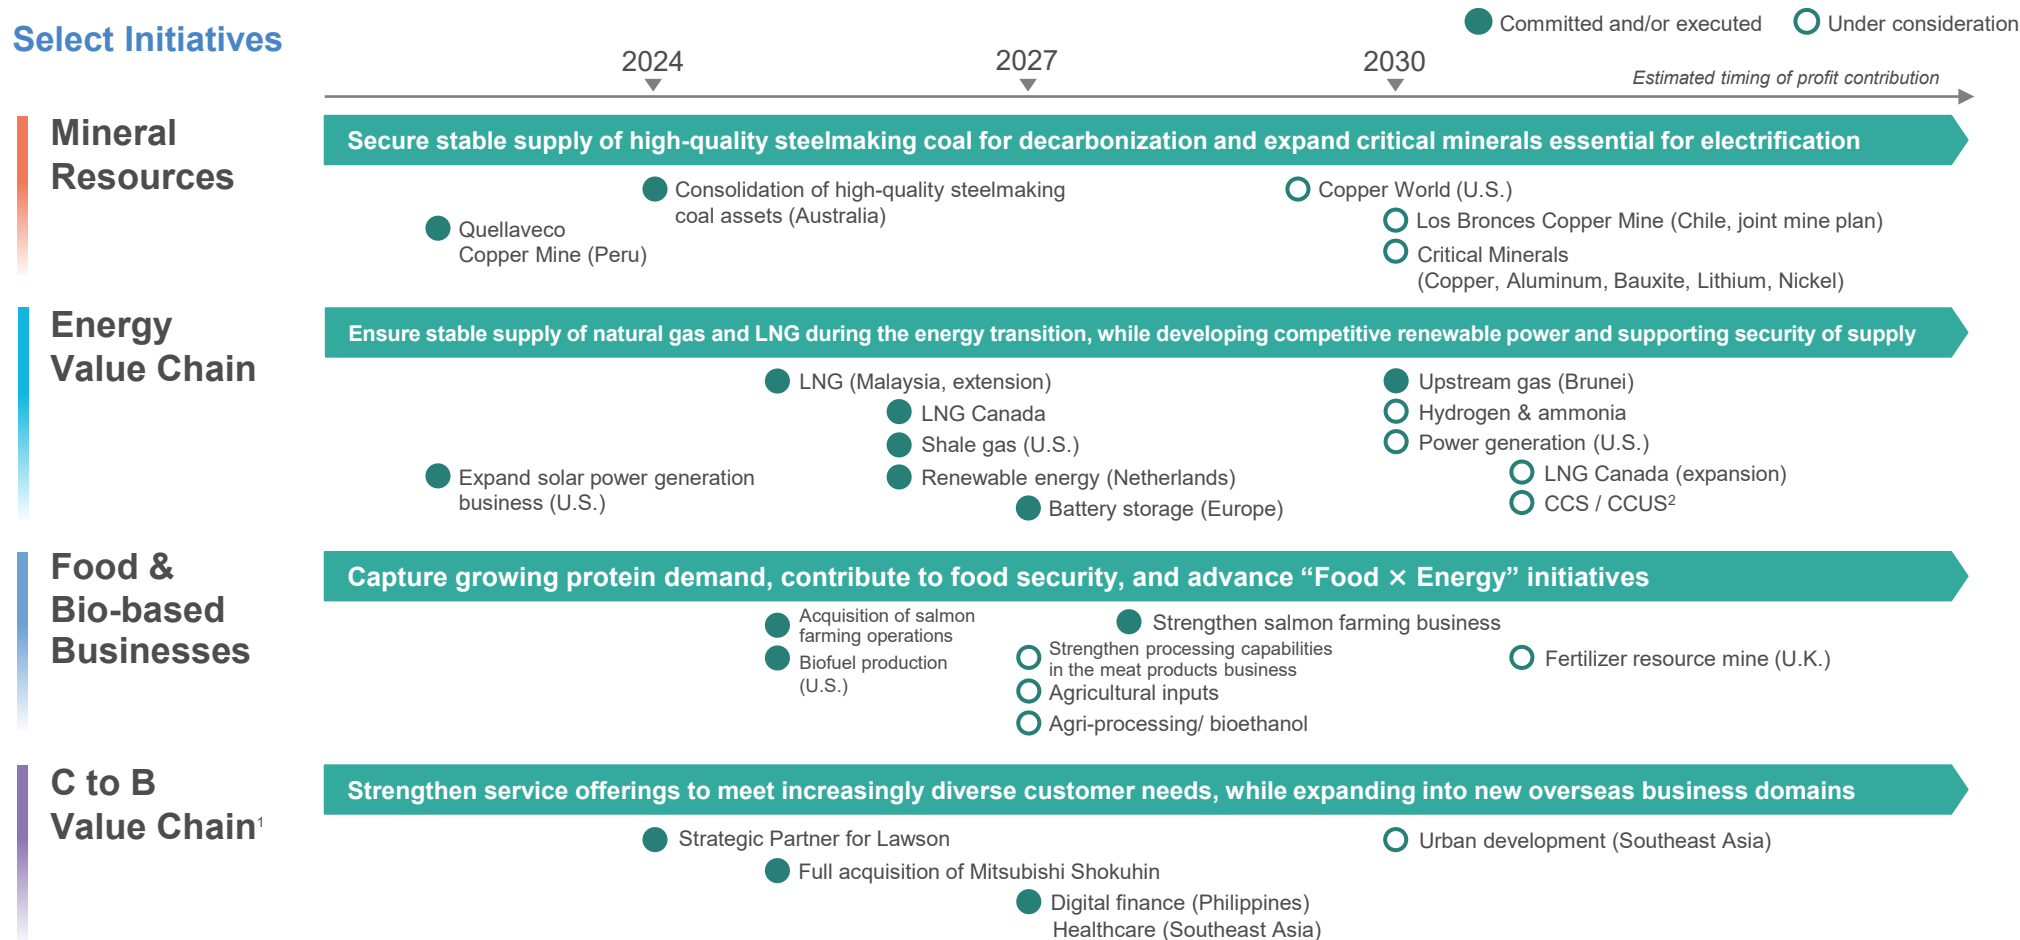 Select Initiatives
Committed and/or executed
Under consideration
2024
2027
2030
Estimated timing of profit contribution
Mineral
Resources
Secure stable supply of high-quality steelmaking coal for decarbonization and expand critical minerals essential for electrification
Consolidation of high-quality steelmaking
coal assets (Australia)
Quellaveco
Copper Mine (Peru)
Copper World (U.S.)
Los Bronces Copper Mine (Chile, joint mine plan)
Critical Minerals
(Copper, Aluminum, Bauxite, Lithium, Nickel)
Energy
Value Chain
Ensure stable supply of natural gas and LNG during the energy transition, while developing competitive renewable power and supporting security of supply
LNG (Malaysia, extension)
LNG Canada
Shale gas (U.S.)
Expand solar power generation
business (U.S.)
Renewable energy (Netherlands)
Battery storage (Europe)
Upstream gas (Brunei)
Hydrogen & ammonia
Power generation (U.S.)
LNG Canada (expansion)
CCS / CCUS2
Food &
Bio-based
Businesses
Capture growing protein demand, contribute to food security, and advance “Food × Energy” initiatives
Acquisition of salmon
farming operations
Biofuel production
(U.S.)
Strengthen salmon farming business
Strengthen processing capabilities
in the meat products business
Agricultural inputs
Agri-processing/ bioethanol
Fertilizer resource mine (U.K.)
C to B
Value Chain1
Strengthen service offerings to meet increasingly diverse customer needs, while expanding into new overseas business domains
Strategic Partner for Lawson
Full acquisition of Mitsubishi Shokuhin
Digital finance (Philippines)
Healthcare (Southeast Asia)
Urban development (Southeast Asia)